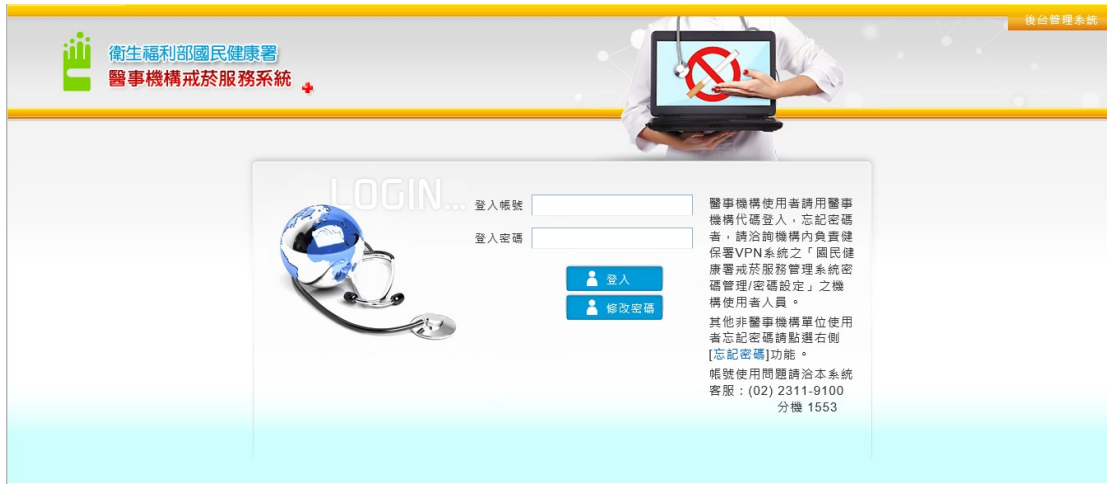 後台管理系統
衛生福利部國民健康署
醫事機構戒菸服務系統
LOGIN...
登入帳號
登入密碼
登入
修改密碼
醫事機構使用者請用醫事
機構代碼登入，忘記密碼
者，請洽詢機構內負責健
保署VPN系統之「國民健
康署戒菸服務管理系統密
碼管理/密碼設定」之機
構使用者人員。
其他非醫事機構單位使用
者忘記密碼請點選右側
[忘記密碼]功能。
帳號使用問題請洽本系統
客服：(02) 2311-9100
分機 1553